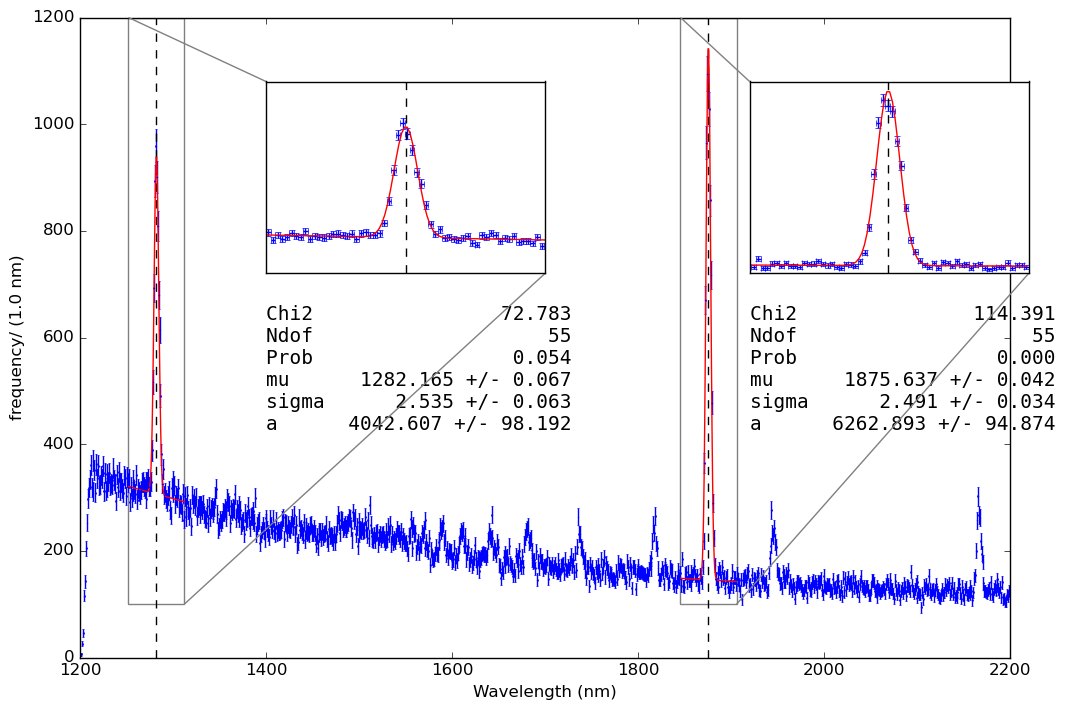 1200
1000
800
600
400
200
0
frequency/ (1.0 nm)
Chi2 72.783
Ndof 55
Prob 0.054
mu 1282.165 +/- 0.067
sigma 2.535 +/- 0.063
a 4042.607 +/- 98.192
Chi2 114.391
Ndof 55
Prob 0.000
mu 1875.637 +/- 0.042
sigma 2.491 +/- 0.034
a 6262.893 +/- 94.874
1200 1400 1600 1800 2000 2200
Wavelength (nm)